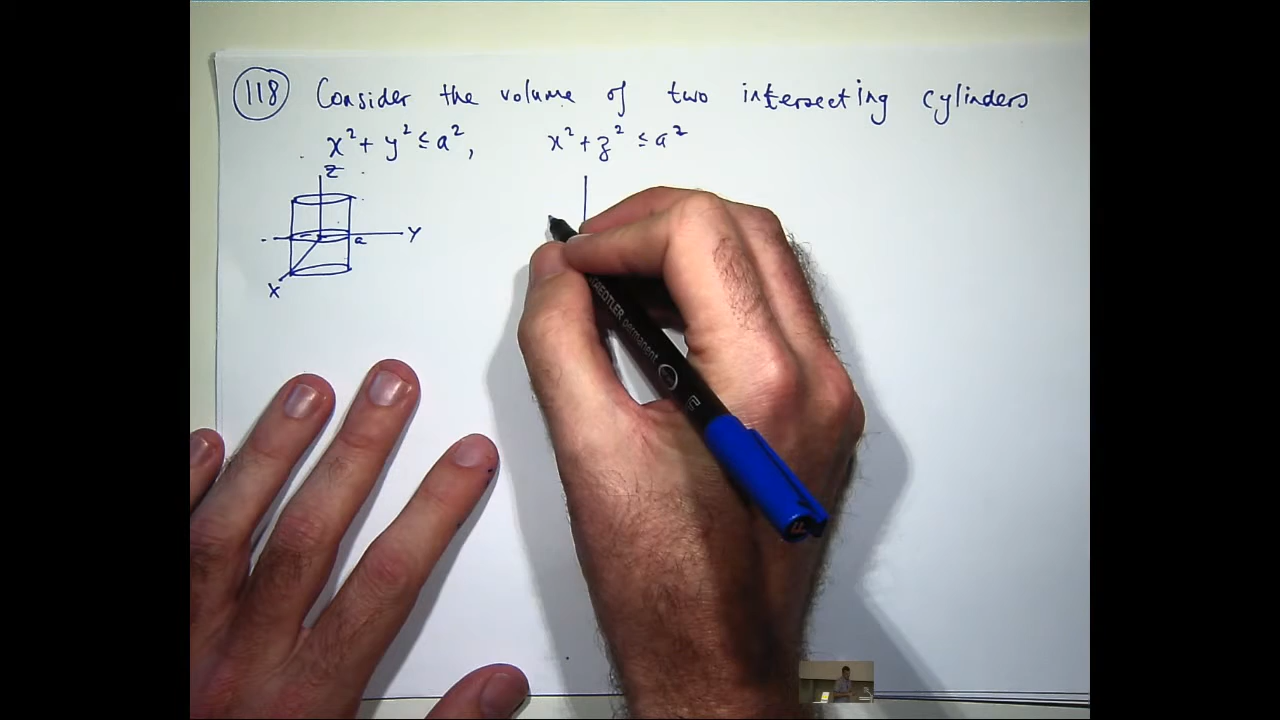 118 Consider the volume of two intersecting cylinders
x² + y² ≤ a², x² + z² ≤ a²
z
a y
x
STAEDTLER permanent F
F